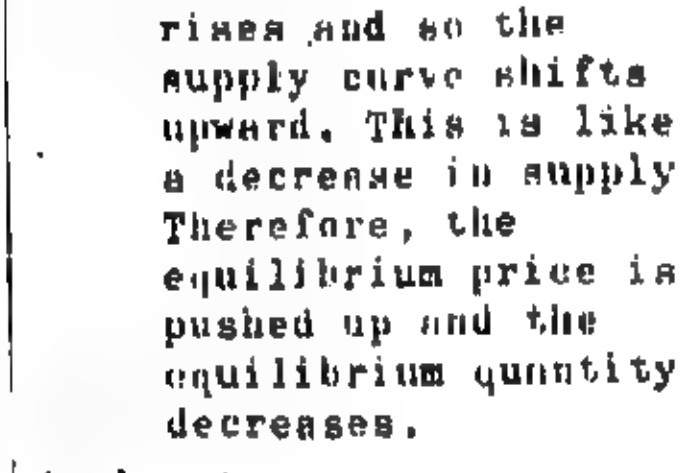 rises and so the
supply curve shifts
upward. This is like
a decrease in supply
Therefore, the
equilibrium price is
pushed up and the
equilibrium quantity
decreases.